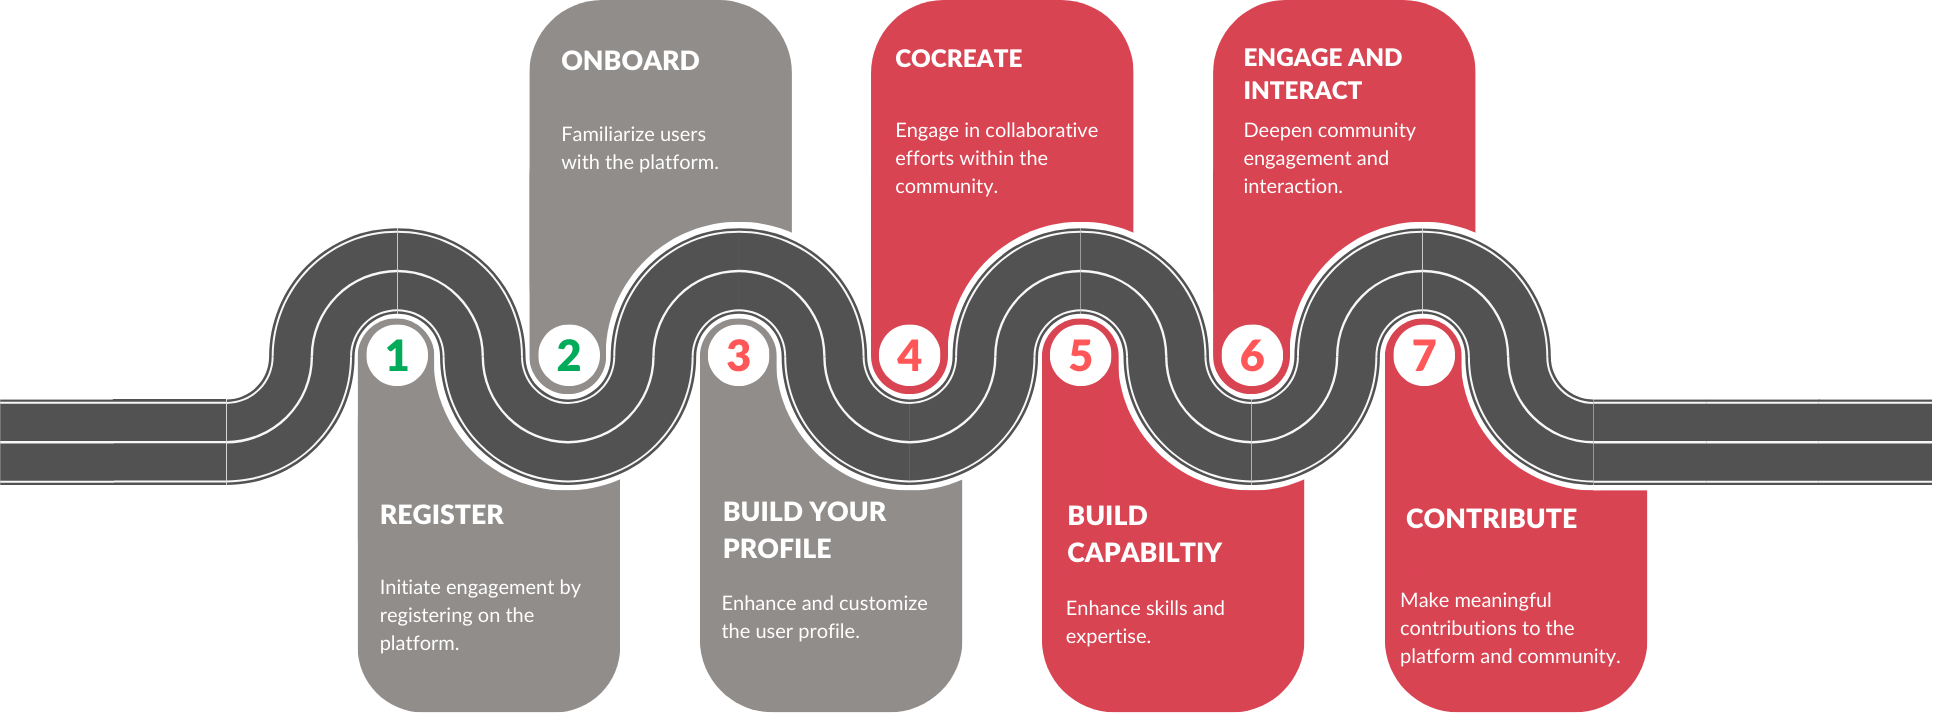 1
REGISTER
Initiate engagement by
registering on the
platform.
2
ONBOARD
Familiarize users
with the platform.
3
BUILD YOUR
PROFILE
Enhance and customize
the user profile.
4
COCREATE
Engage in collaborative
efforts within the
community.
5
BUILD
CAPABILTIY
Enhance skills and
expertise.
6
ENGAGE AND
INTERACT
Deepen community
engagement and
interaction.
7
CONTRIBUTE
Make meaningful
contributions to the
platform and community.